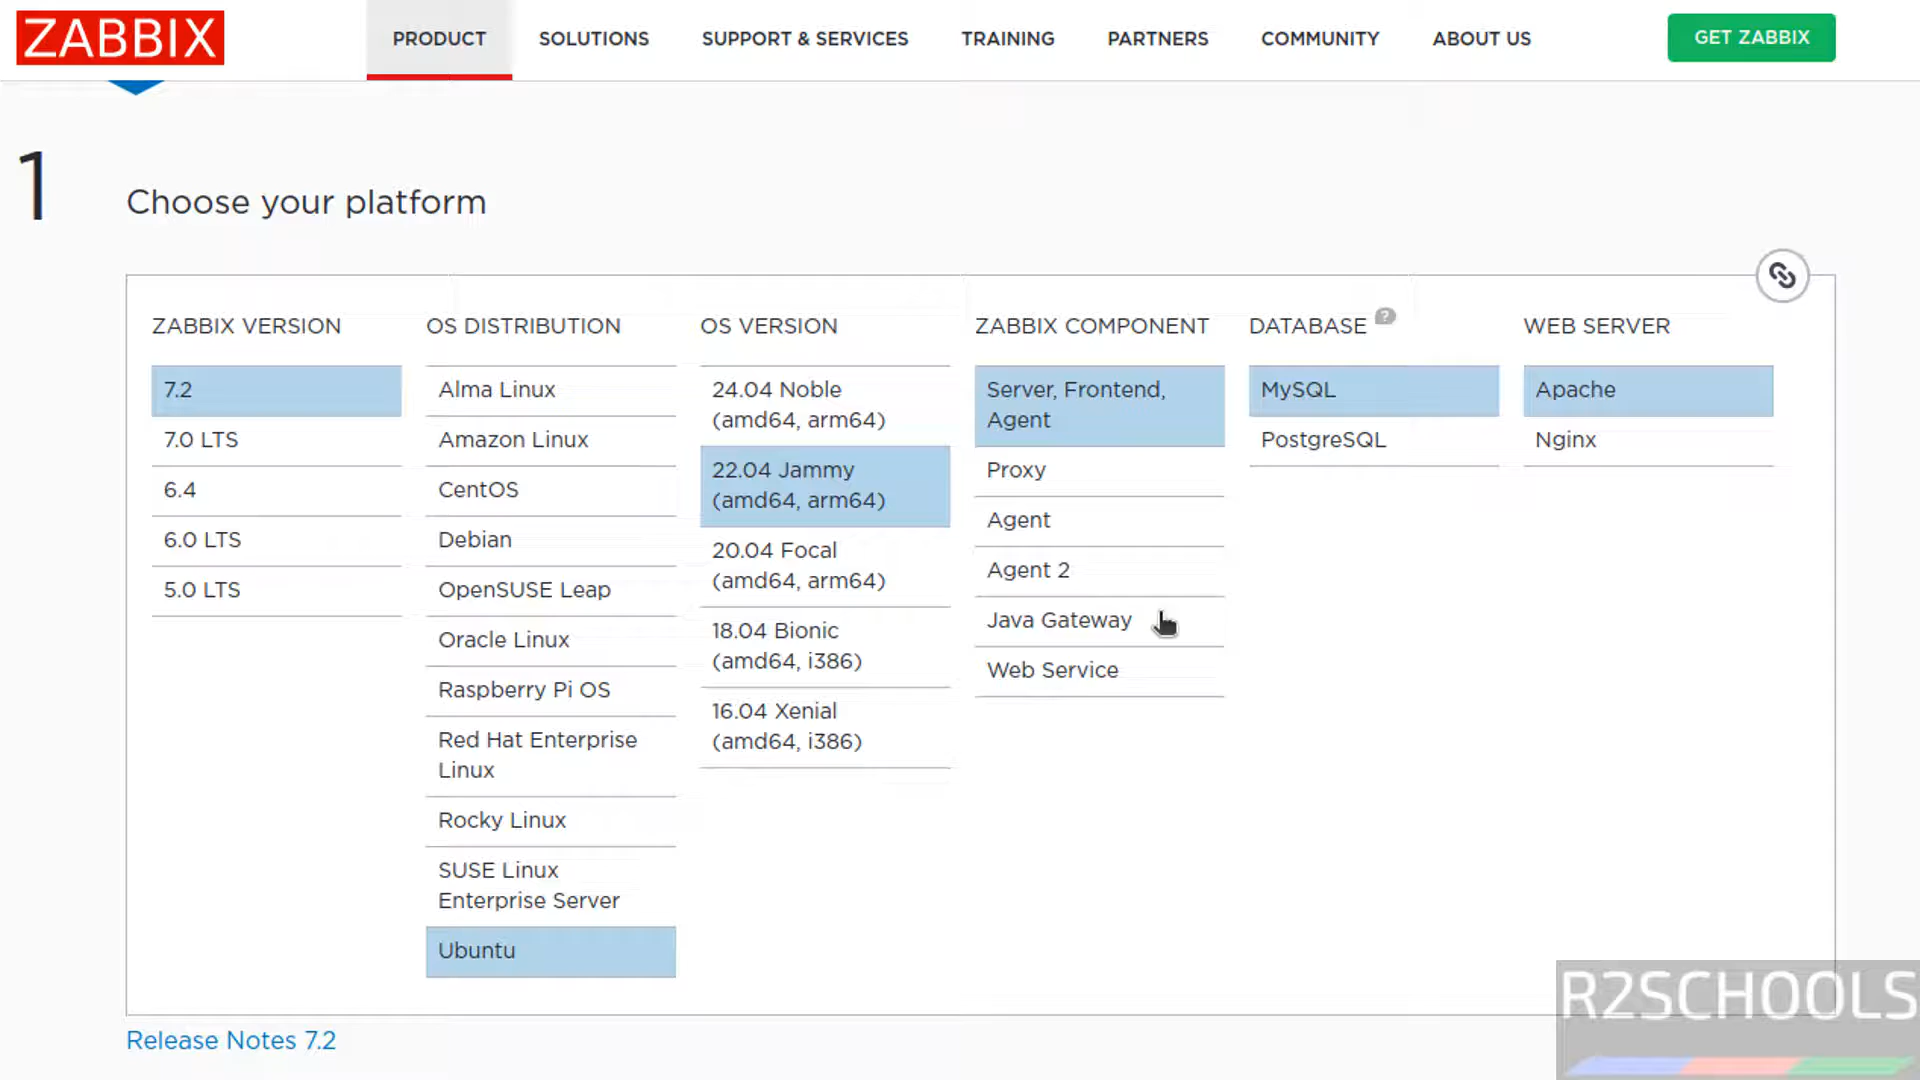 ZABBIX
PRODUCT
SOLUTIONS
SUPPORT & SERVICES
TRAINING
PARTNERS
COMMUNITY
ABOUT US
GET ZABBIX
1
Choose your platform
ZABBIX VERSION
7.2
7.0 LTS
6.4
6.0 LTS
5.0 LTS
OS DISTRIBUTION
Alma Linux
Amazon Linux
CentOS
Debian
OpenSUSE Leap
Oracle Linux
Raspberry Pi OS
Red Hat Enterprise
Linux
Rocky Linux
SUSE Linux
Enterprise Server
Ubuntu
OS VERSION
24.04 Noble
(amd64, arm64)
22.04 Jammy
(amd64, arm64)
20.04 Focal
(amd64, arm64)
18.04 Bionic
(amd64, i386)
16.04 Xenial
(amd64, i386)
ZABBIX COMPONENT
Server, Frontend,
Agent
Proxy
Agent
Agent 2
Java Gateway
Web Service
DATABASE ?
MySQL
PostgreSQL
WEB SERVER
Apache
Nginx
Release Notes 7.2
R2SCHOOLS